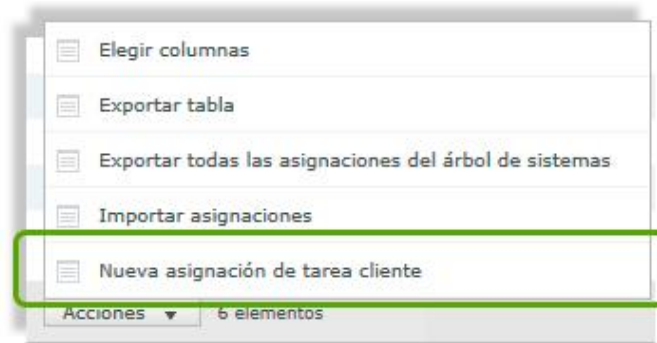 Elegir columnas
Exportar tabla
Exportar todas las asignaciones del árbol de sistemas
Importar asignaciones
Nueva asignación de tarea cliente
Acciones 6 elementos